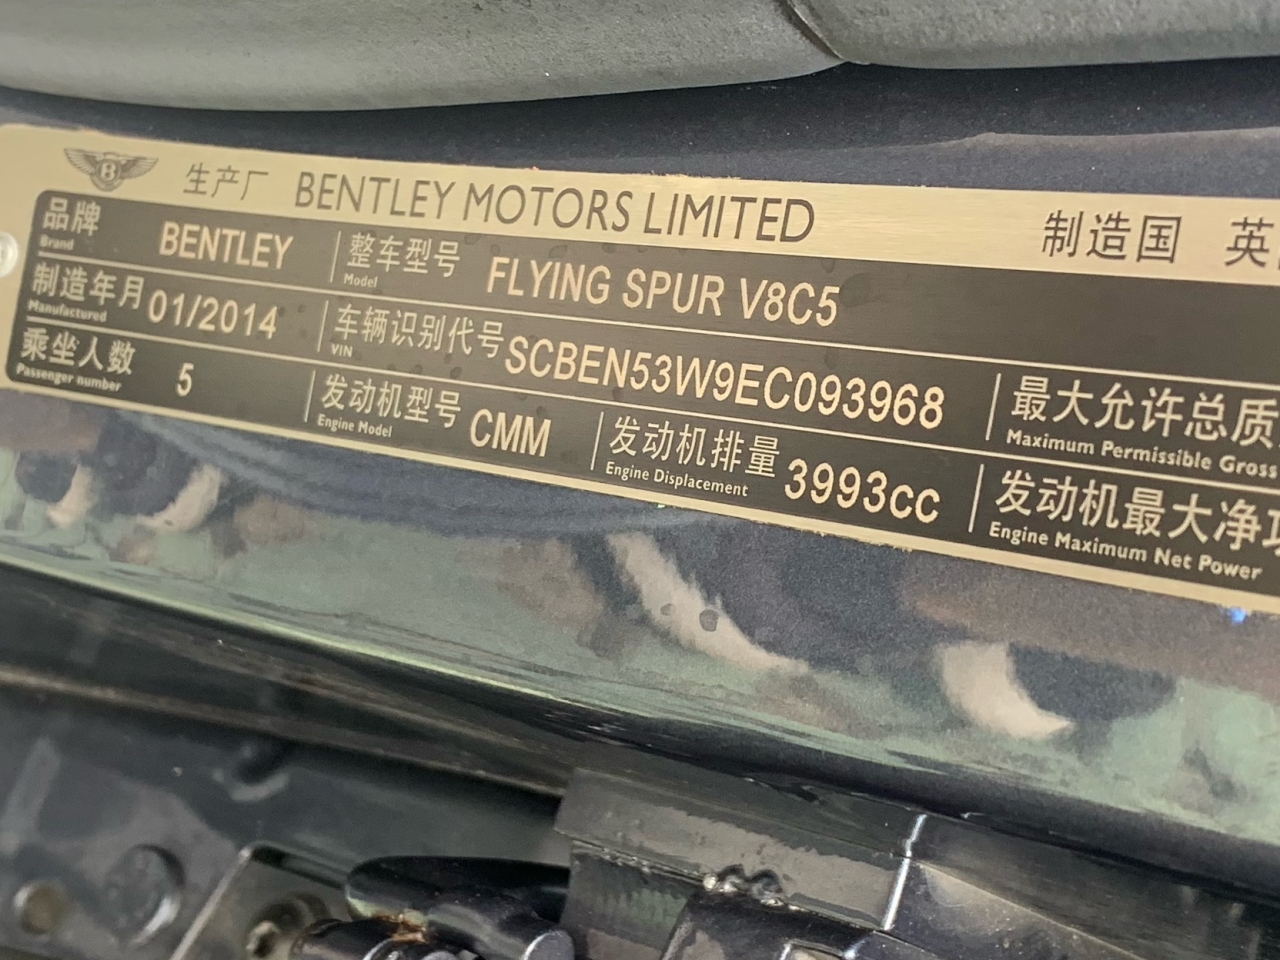 B 生产厂 BENTLEY MOTORS LIMITED 制造国 英
品牌 Brand BENTLEY 整车型号 Model FLYING SPUR V8C5
制造年月 Manufactured 01/2014 车辆识别代号 VIN SCBEN53W9EC093968 最大允许总质 Maximum Permissible Gross
乘坐人数 Passenger number 5 发动机型号 Engine Model CMM 发动机排量 Engine Displacement 3993cc 发动机最大净功 Engine Maximum Net Power